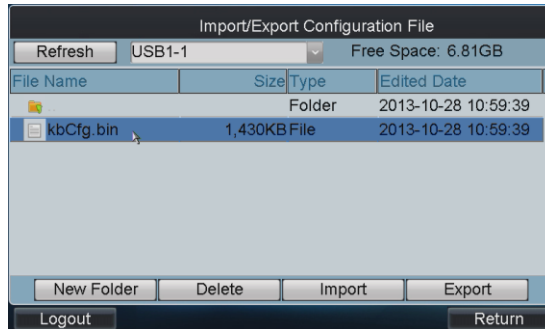 Import/Export Configuration File
Refresh USB1-1 Free Space: 6.81GB
File Name Size Type Edited Date
.. Folder 2013-10-28 10:59:39
kbCfg.bin 1,430KB File 2013-10-28 10:59:39
New Folder Delete Import Export
Logout Return